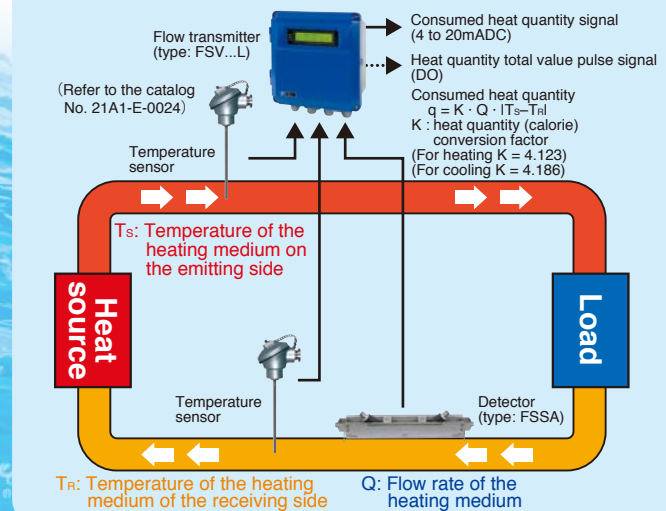 Flow transmitter
(type: FSV...L)
Consumed heat quantity signal
(4 to 20mADC)
Heat quantity total value pulse signal
(DO)
(Refer to the catalog
No. 21A1-E-0024)
Consumed heat quantity
q = K · Q · |Ts–TR|
K : heat quantity (calorie)
conversion factor
(For heating K = 4.123)
(For cooling K = 4.186)
Temperature
sensor
Ts: Temperature of the
heating medium on
the emitting side
Heat
source
Load
Temperature
sensor
Detector
(type: FSSA)
TR: Temperature of the heating
medium of the receiving side
Q: Flow rate of the
heating medium